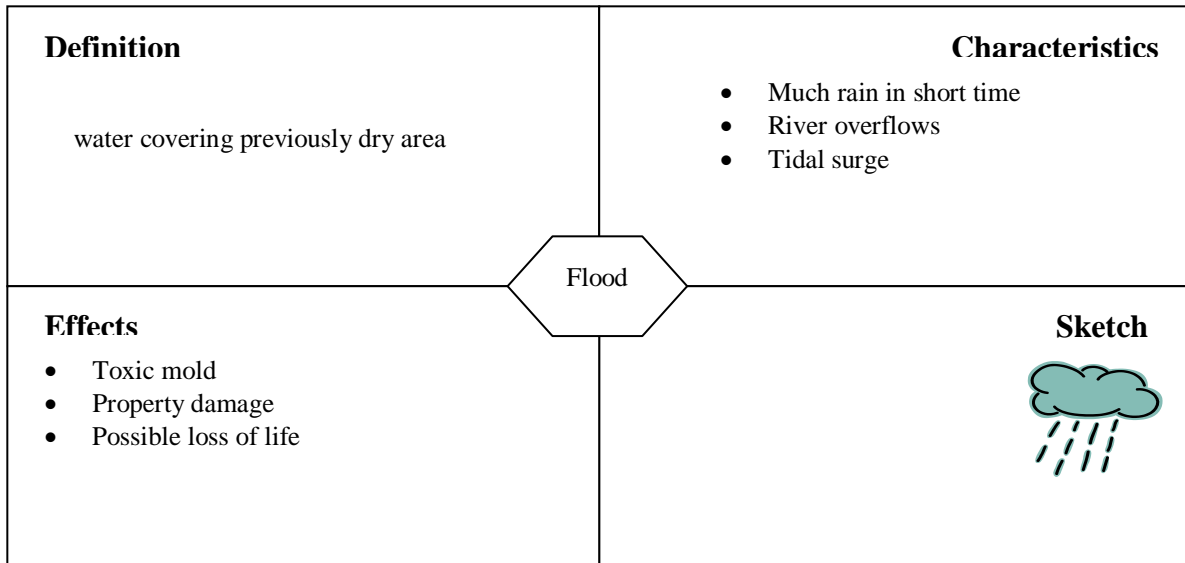 Definition
water covering previously dry area
Characteristics
• Much rain in short time
• River overflows
• Tidal surge
Flood
Effects
• Toxic mold
• Property damage
• Possible loss of life
Sketch